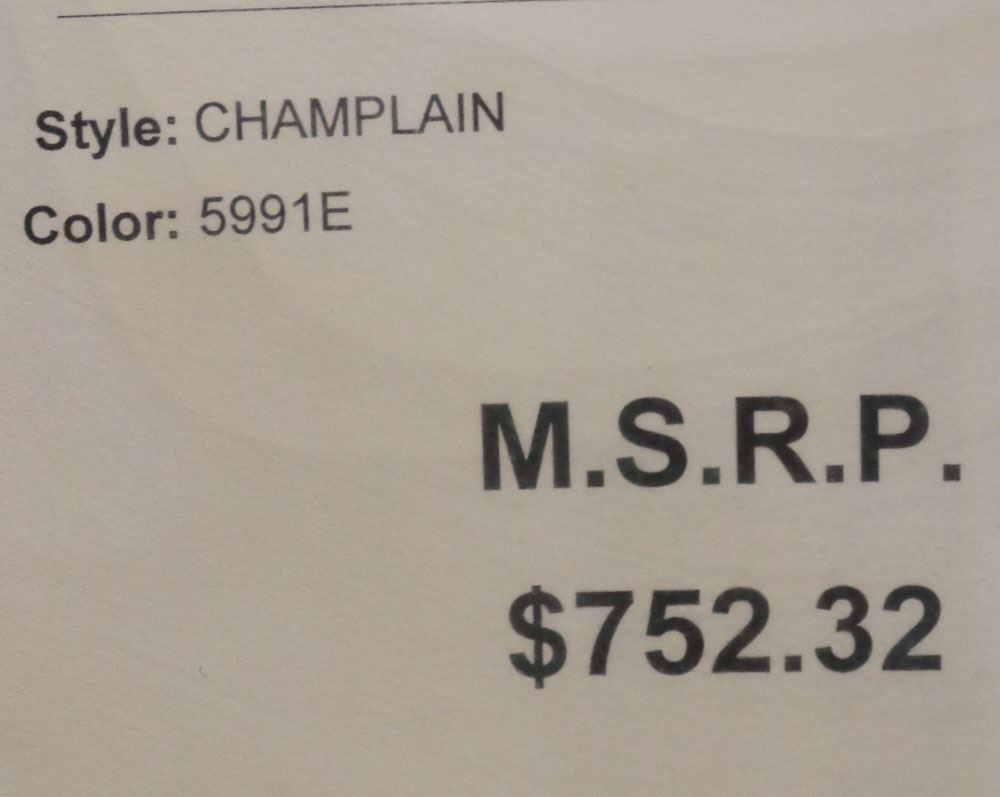 Style: CHAMPLAIN
Color: 5991E
M.S.R.P.
$752.32